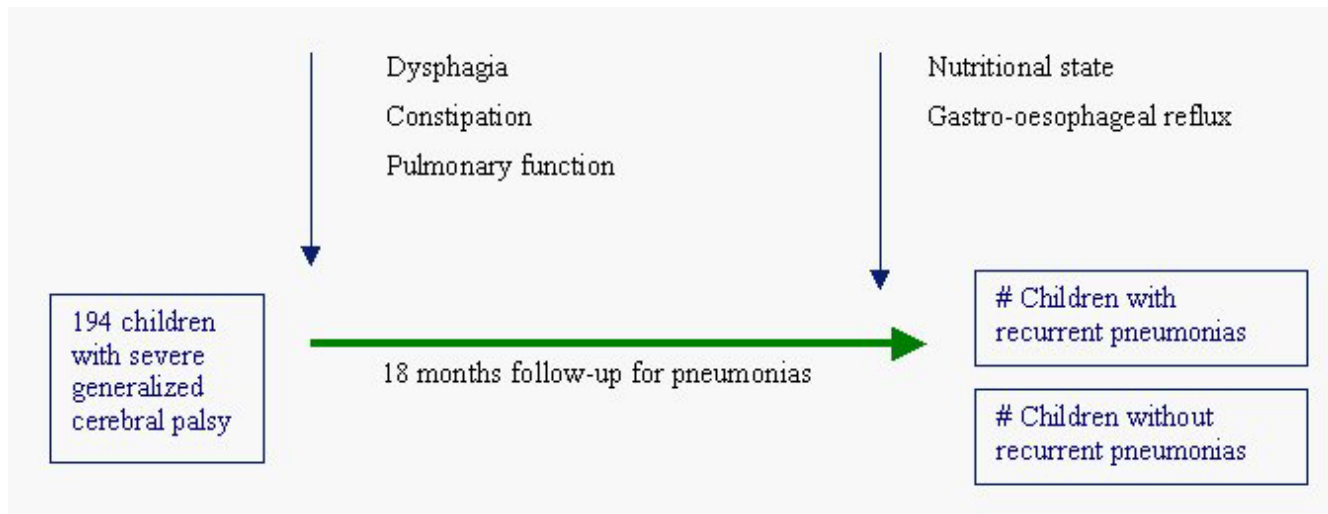 Dysphagia
Constipation
Pulmonary function
Nutritional state
Gastro-oesophageal reflux
194 children
with severe
generalized
cerebral palsy
18 months follow-up for pneumonias
# Children with
recurrent pneumonias
# Children without
recurrent pneumonias